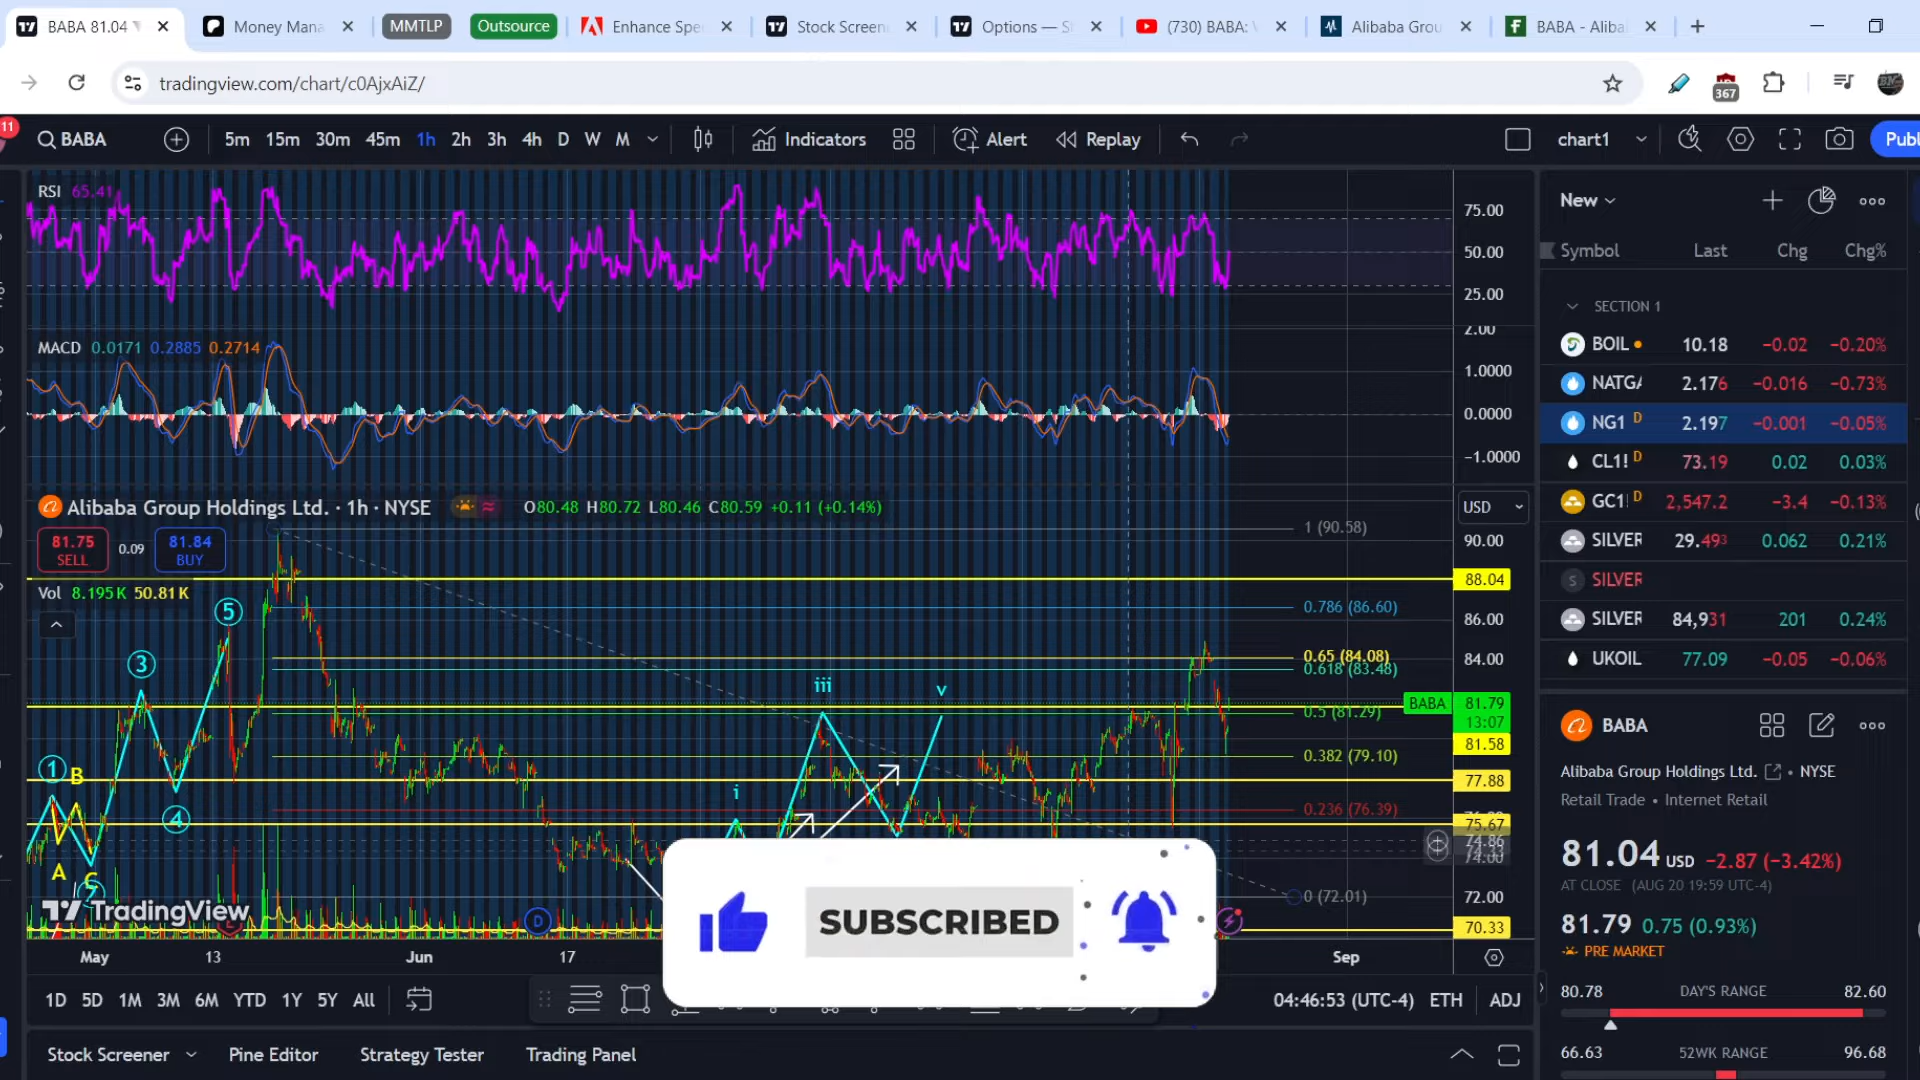 BABA 81.04
Money Mana
MMTLP
Outsource
Enhance Spe
Stock Screen
Options — S
(730) BABA:
Alibaba Grou
BABA - Alibal
tradingview.com/chart/c0AjxAiZ/
367
11
BABA
5m 15m 30m 45m 1h 2h 3h 4h D W M
Indicators
Alert
Replay
chart1
Publ
RSI 65.41
75.00
50.00
25.00
MACD 0.0171 0.2885 0.2714
2.00
1.0000
0.0000
−1.0000
Alibaba Group Holdings Ltd. · 1h · NYSE
O80.48 H80.72 L80.46 C80.59 +0.11 (+0.14%)
USD
81.75
SELL
0.09
81.84
BUY
Vol 8.195K 50.81K
1 (90.58)
0.786 (86.60)
0.65 (84.08)
0.618 (83.48)
0.5 (81.29)
0.382 (79.10)
0.236 (76.39)
0 (72.01)
90.00
88.04
86.00
84.00
BABA
81.79
13:07
81.58
77.88
75.67
74.86
74.00
72.00
70.33
1
B
3
4
5
A
C
i
iii
v
D
TradingView
May 13 Jun 17 Sep
SUBSCRIBED
1D 5D 1M 3M 6M YTD 1Y 5Y All
04:46:53 (UTC-4) ETH ADJ
Stock Screener
Pine Editor
Strategy Tester
Trading Panel
New
Symbol Last Chg Chg%
SECTION 1
BOIL 10.18 −0.02 −0.20%
NATGA 2.176 −0.016 −0.73%
NG1 D 2.197 −0.001 −0.05%
CL1! D 73.19 0.02 0.03%
GC1! D 2,547.2 −3.4 −0.13%
SILVER 29.493 0.062 0.21%
S SILVER
SILVER 84,931 201 0.24%
UKOIL 77.09 −0.05 −0.06%
BABA
Alibaba Group Holdings Ltd. • NYSE
Retail Trade • Internet Retail
81.04 USD −2.87 (−3.42%)
AT CLOSE (AUG 20 19:59 UTC-4)
81.79 0.75 (0.93%)
PRE MARKET
80.78 DAY'S RANGE 82.60
66.63 52WK RANGE 96.68